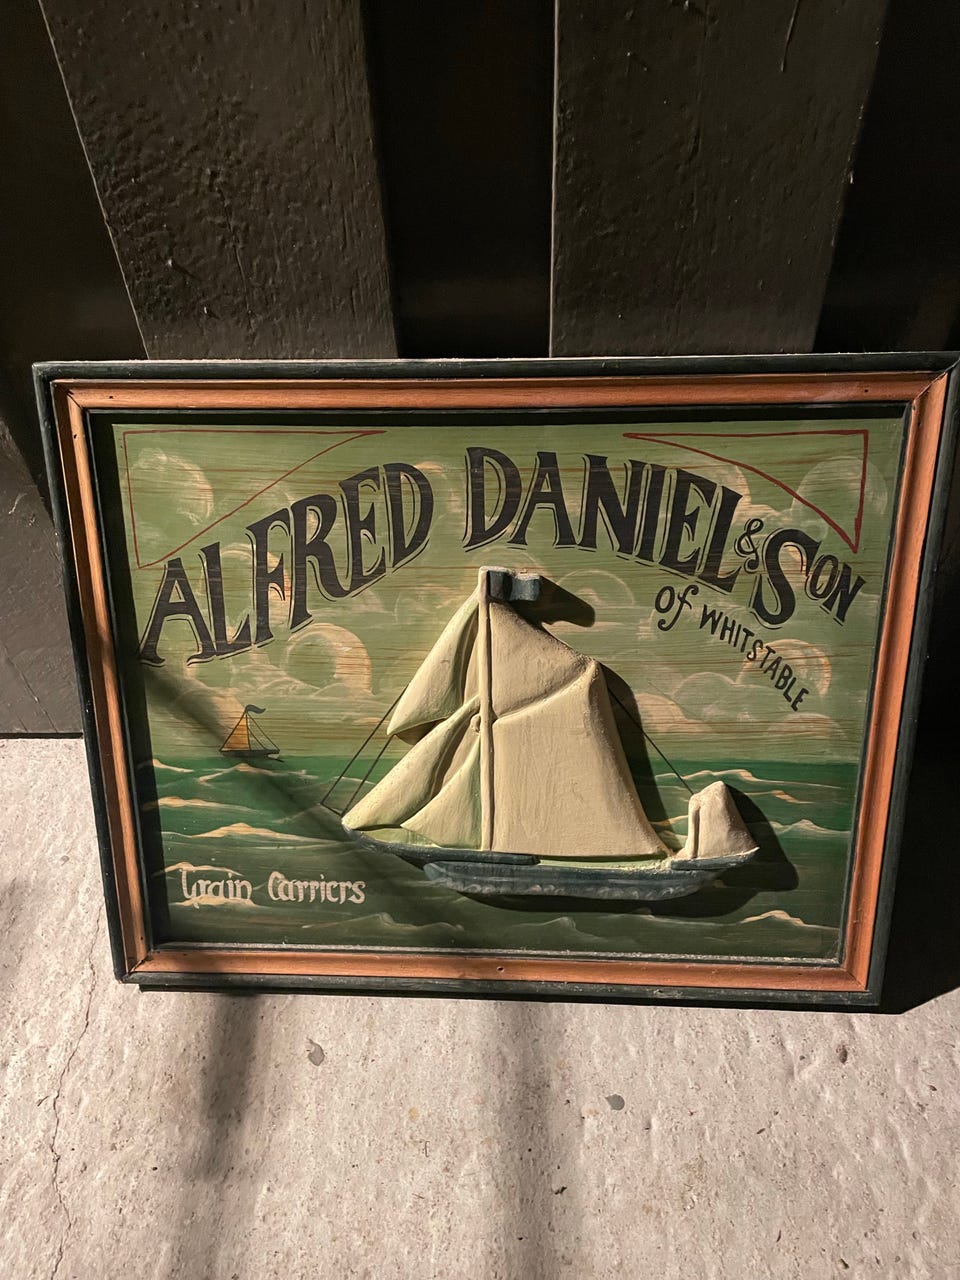 ALFRED DANIEL & SON
of WHITSTABLE
Grain Carriers